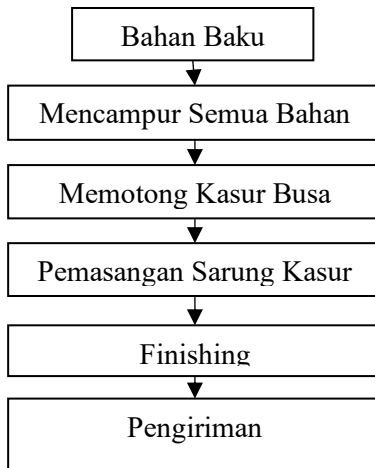 Bahan Baku
Mencampur Semua Bahan
Memotong Kasur Busa
Pemasangan Sarung Kasur
Finishing
Pengiriman